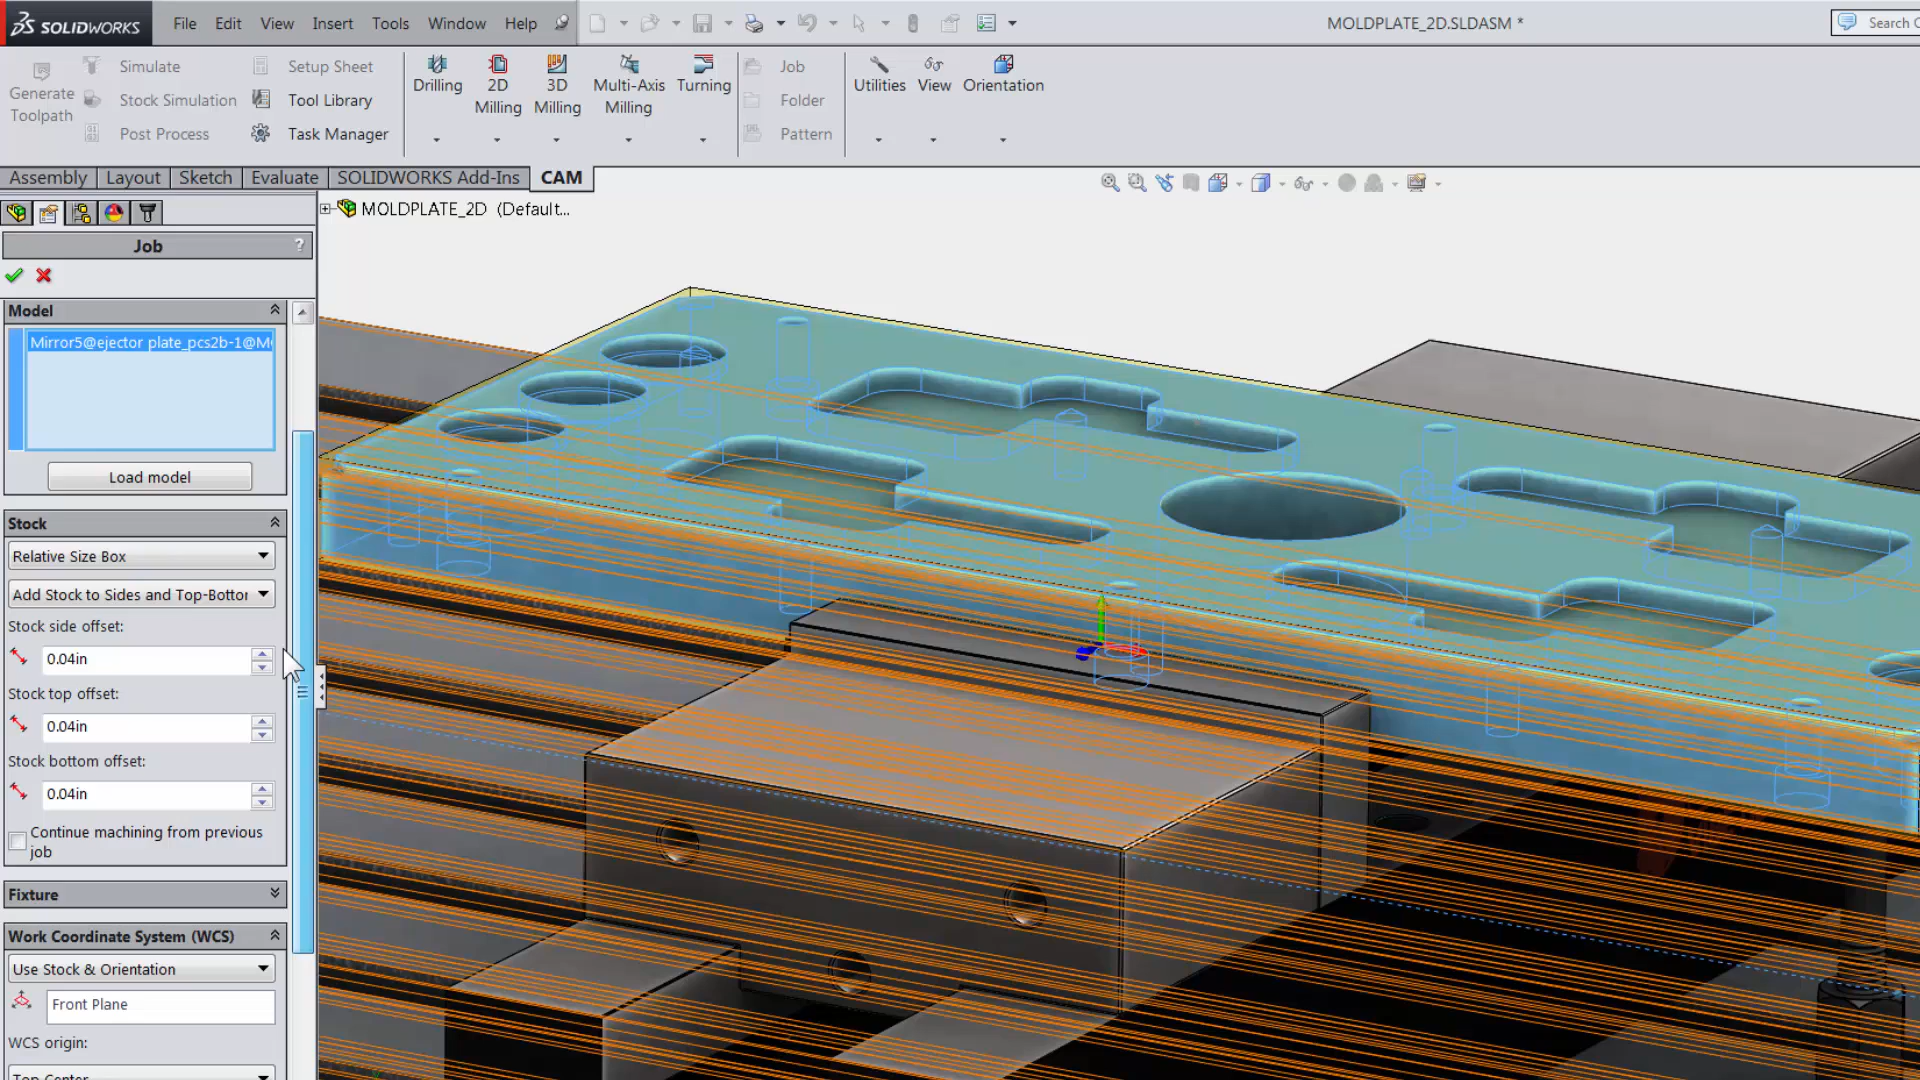 SOLIDWORKS File Edit View Insert Tools Window Help MOLDPLATE_2D.SLDASM * Search C
Generate Toolpath
Simulate
Stock Simulation
Post Process
Setup Sheet
Tool Library
Task Manager
Drilling
2D Milling
3D Milling
Multi-Axis Milling
Turning
Job
Folder
Pattern
Utilities
View
Orientation
Assembly Layout Sketch Evaluate SOLIDWORKS Add-Ins CAM
MOLDPLATE_2D (Default...
Job ?
Model
Mirror5@ejector plate_pcs2b-1@M
Load model
Stock
Relative Size Box
Add Stock to Sides and Top-Bottor
Stock side offset:
0.04in
Stock top offset:
0.04in
Stock bottom offset:
0.04in
Continue machining from previous
job
Fixture
Work Coordinate System (WCS)
Use Stock & Orientation
Front Plane
WCS origin:
Top Center